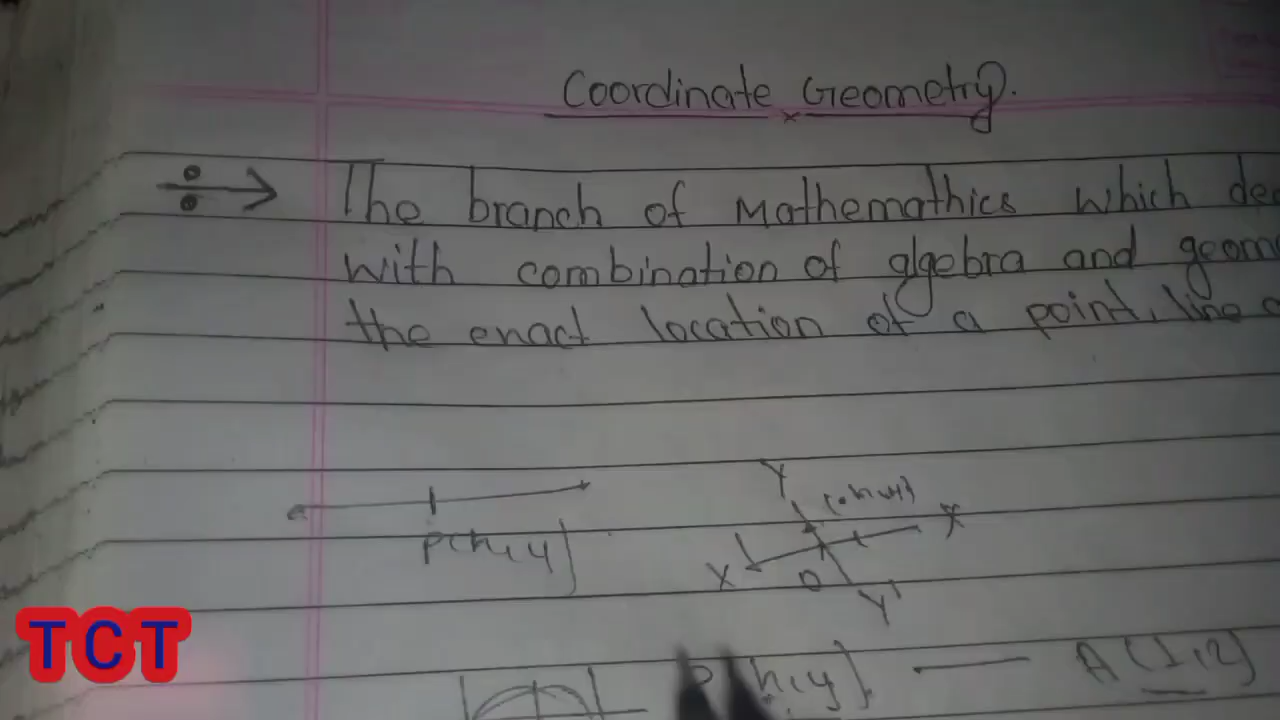 Coordinate Geometry.
The branch of Mathemathics which de
with combination of algebra and geom
the enact location of a point, line
Y
X
P(h, y)
X
O
Y'
P(h, y) A(1, 2)
TCT